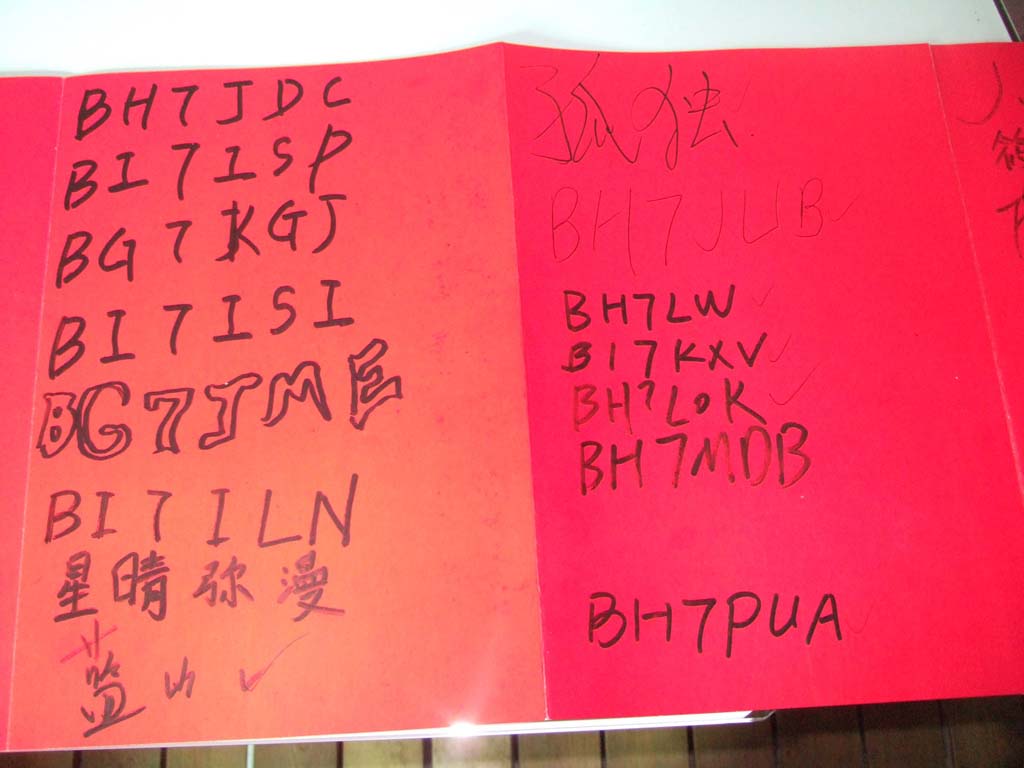 BH7JDC
BI7ISP
BG7KGJ
BI7ISI
BG7JME
BI7ILN
星晴弥漫
蓝山
孤独
BH7JUB
BH7LW
BI7KXV
BH7LOK
BH7MDB
BH7PUA